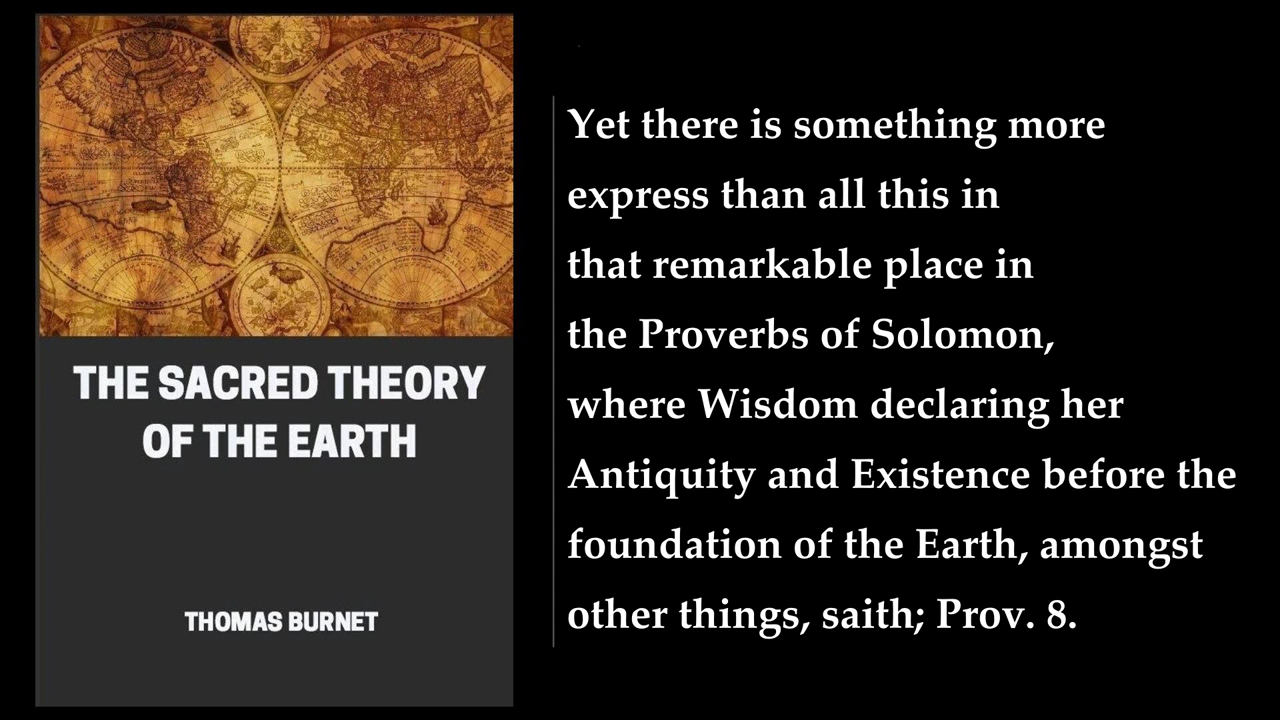 THE SACRED THEORY
OF THE EARTH
THOMAS BURNET
Yet there is something more
express than all this in
that remarkable place in
the Proverbs of Solomon,
where Wisdom declaring her
Antiquity and Existence before the
foundation of the Earth, amongst
other things, saith; Prov. 8.